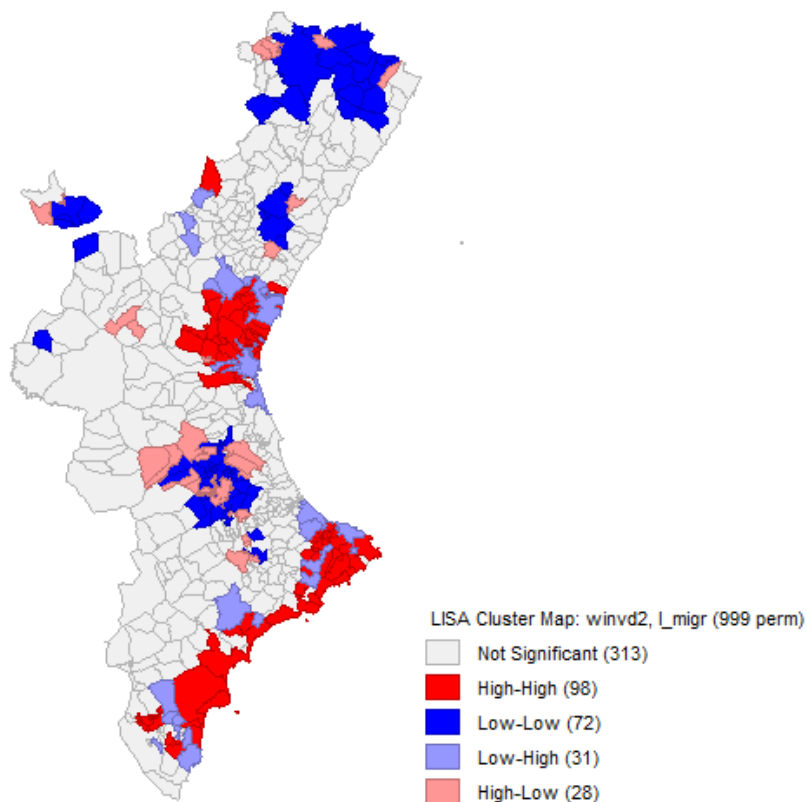 LISA Cluster Map: winvd2, I_migr (999 perm)
Not Significant (313)
High-High (98)
Low-Low (72)
Low-High (31)
High-Low (28)